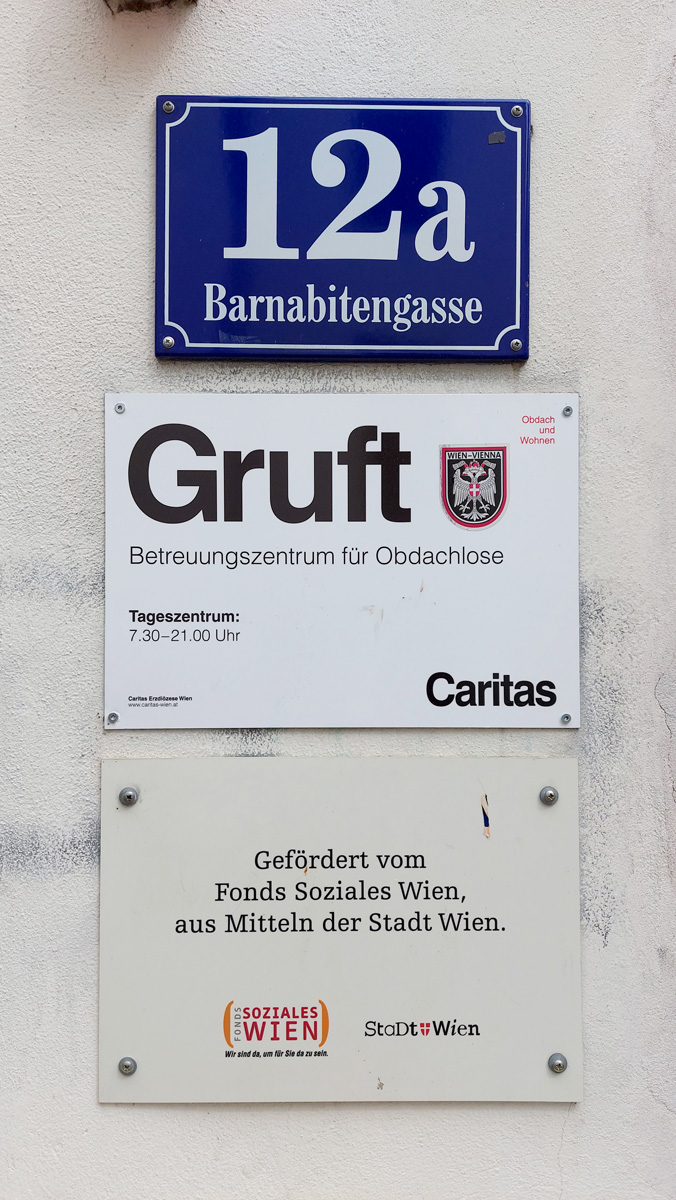 12a
Barnabitengasse
Gruft
WIEN–VIENNA
Obdach
und
Wohnen
Betreuungszentrum für Obdachlose
Tageszentrum:
7.30–21.00 Uhr
Caritas Erzdiözese Wien
www.caritas-wien.at
Caritas
Gefördert vom
Fonds Soziales Wien,
aus Mitteln der Stadt Wien.
FONDS
SOZIALES
WIEN
Wir sind da, um für Sie da zu sein.
StaDt Wien